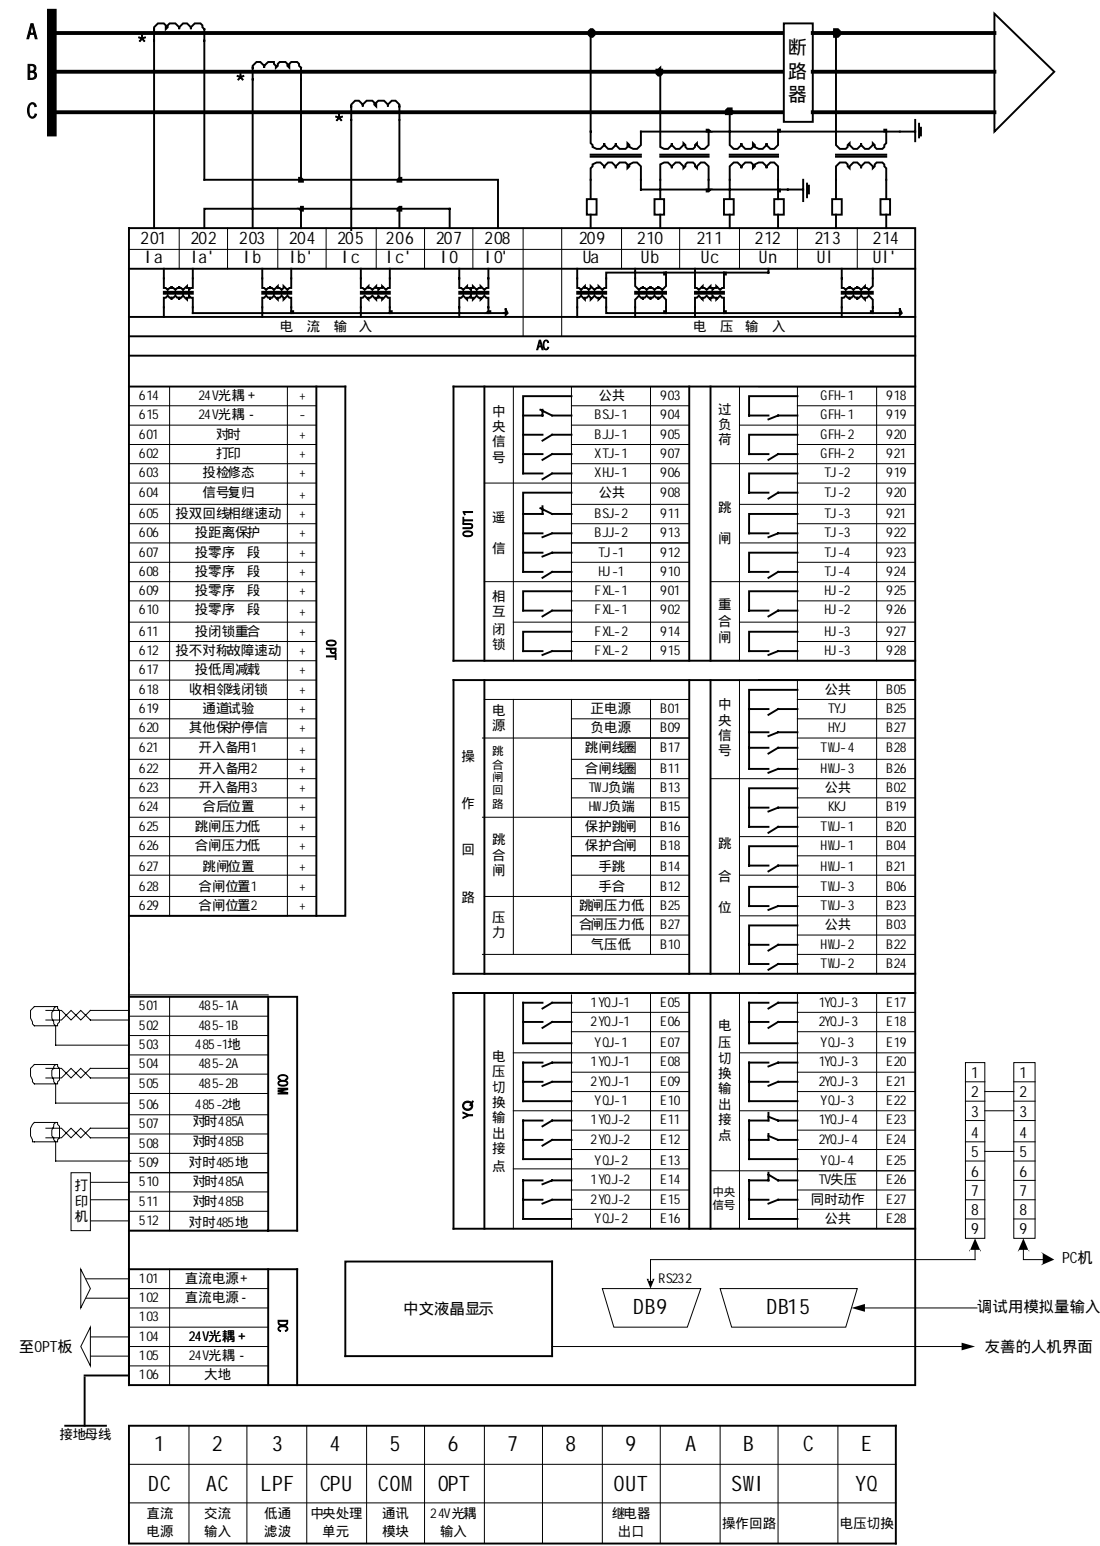 A
B
C
*
*
*
断路器
201 202 203 204 205 206 207 208 209 210 211 212 213 214
Ia Ia' Ib Ib' Ic Ic' I0 I0' Ua Ub Uc Un Ul Ul'
电流输入 电压输入
AC
614 24V光耦+ +
615 24V光耦- -
601 对时 +
602 打印 +
603 投检修态 +
604 信号复归 +
605 投双回线相继速动 +
606 投距离保护 +
607 投零序 段 +
608 投零序 段 +
609 投零序 段 +
610 投零序 段 +
611 投闭锁重合 +
612 投不对称故障速动 +
617 投低周减载 +
618 收相邻线闭锁 +
619 通道试验 +
620 其他保护停信 +
621 开入备用1 +
622 开入备用2 +
623 开入备用3 +
624 合后位置 +
625 跳闸压力低 +
626 合闸压力低 +
627 跳闸位置 +
628 合闸位置1 +
629 合闸位置2 +
OPT
OUT1
中央信号
公共 903
BSJ-1 904
BJJ-1 905
XTJ-1 907
XHJ-1 906
遥信
公共 908
BSJ-2 911
BJJ-2 913
TJ-1 912
HJ-1 910
相互闭锁
FXL-1 901
FXL-1 902
FXL-2 914
FXL-2 915
过负荷
GFH-1 918
GFH-1 919
GFH-2 920
GFH-2 921
跳闸
TJ-2 919
TJ-2 920
TJ-3 921
TJ-3 922
TJ-4 923
TJ-4 924
重合闸
HJ-2 925
HJ-2 926
HJ-3 927
HJ-3 928
操作回路
电源
正电源 B01
负电源 B09
跳合闸回路
跳闸线圈 B17
合闸线圈 B11
TWJ负端 B13
HWJ负端 B15
跳合闸
保护跳闸 B16
保护合闸 B18
手跳 B14
手合 B12
压力
跳闸压力低 B25
合闸压力低 B27
气压低 B10
中央信号
公共 B05
TYJ B25
HYJ B27
TWJ-4 B28
HWJ-3 B26
跳合位
公共 B02
KKJ B19
TWJ-1 B20
HWJ-1 B04
HWJ-1 B21
TWJ-3 B06
TWJ-3 B23
公共 B03
HWJ-2 B22
TWJ-2 B24
501 485-1A
502 485-1B
503 485-1地
504 485-2A
505 485-2B
506 485-2地
507 对时485A
508 对时485B
509 对时485地
510 对时485A
511 对时485B
512 对时485地
COM
打印机
YQ
电压切换输出接点
1YQJ-1 E05
2YQJ-1 E06
YQJ-1 E07
1YQJ-1 E08
2YQJ-1 E09
YQJ-1 E10
1YQJ-2 E11
2YQJ-2 E12
YQJ-2 E13
1YQJ-2 E14
2YQJ-2 E15
YQJ-2 E16
电压切换输出接点
1YQJ-3 E17
2YQJ-3 E18
YQJ-3 E19
1YQJ-3 E20
2YQJ-3 E21
YQJ-3 E22
1YQJ-4 E23
2YQJ-4 E24
YQJ-4 E25
中央信号
TV失压 E26
同时动作 E27
公共 E28
1 1
2 2
3 3
4 4
5 5
6 6
7 7
8 8
9 9
PC机
101 直流电源+
102 直流电源-
103
104 24V光耦+
105 24V光耦-
106 大地
DC
至OPT板
接地母线
中文液晶显示
RS232
DB9
DB15
调试用模拟量输入
友善的人机界面
1 2 3 4 5 6 7 8 9 A B C E
DC AC LPF CPU COM OPT OUT SWI YQ
直流电源 交流输入 低通滤波 中央处理单元 通讯模块 24V光耦输入 继电器出口 操作回路 电压切换